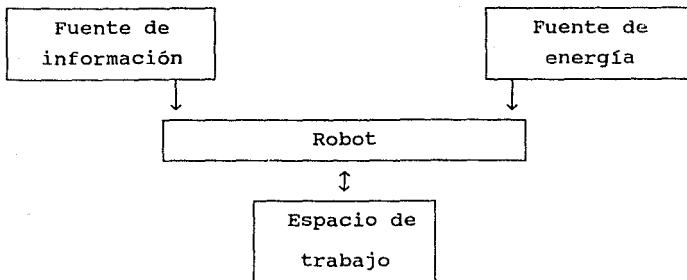 Fuente de
información
Fuente de
energía
Robot
Espacio de
trabajo